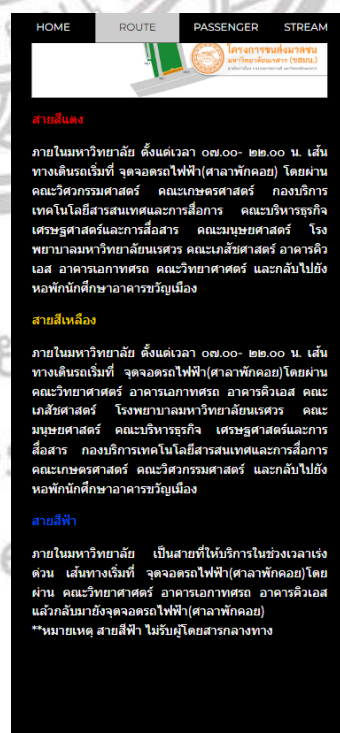 HOME ROUTE PASSENGER STREAM
โครงการขนส่งมวลชน
มหาวิทยาลัยนเรศวร (ขสมน.)
สายสีแดง
ภายในมหาวิทยาลัย ตั้งแต่เวลา ๐๗.๐๐- ๒๒.๐๐ น. เส้น
ทางเดินรถเริ่มที่ จุดจอดรถไฟฟ้า(ศาลาพักคอย) โดยผ่าน
คณะวิศวกรรมศาสตร์ คณะเกษตรศาสตร์ กองบริการ
เทคโนโลยีสารสนเทศและการสื่อการ คณะบริหารธุรกิจ
เศรษฐศาสตร์และการสื่อสาร คณะมนุษยศาสตร์ โรง
พยาบาลมหาวิทยาลัยนเรศวร คณะเภสัชศาสตร์ อาคารคิว
เอส อาคารเอกาทศรถ คณะวิทยาศาศตร์ และกลับไปยัง
หอพักนักศึกษาอาคารขวัญเมือง
สายสีเหลือง
ภายในมหาวิทยาลัย ตั้งแต่เวลา ๐๗.๐๐- ๒๒.๐๐ น. เส้น
ทางเดินรถเริ่มที่ จุดจอดรถไฟฟ้า(ศาลาพักคอย)โดยผ่าน
คณะวิทยาศาศตร์ อาคารเอกาทศรถ อาคารคิวเอส คณะ
เภสัชศาสตร์ โรงพยาบาลมหาวิทยาลัยนเรศวร คณะ
มนุษยศาสตร์ คณะบริหารธุรกิจ เศรษฐศาสตร์และการ
สื่อสาร กองบริการเทคโนโลยีสารสนเทศและการสื่อการ
คณะเกษตรศาสตร์ คณะวิศวกรรมศาสตร์ และกลับไปยัง
หอพักนักศึกษาอาคารขวัญเมือง
สายสีฟ้า
ภายในมหาวิทยาลัย เป็นสายที่ให้บริการในช่วงเวลาเร่ง
ด่วน เส้นทางเริ่มที่ จุดจอดรถไฟฟ้า(ศาลาพักคอย)โดย
ผ่าน คณะวิทยาศาศตร์ อาคารเอกาทศรถ อาคารคิวเอส
แล้วกลับมายังจุดจอดรถไฟฟ้า(ศาลาพักคอย)
**หมายเหตุ สายสีฟ้า ไม่รับผู้โดยสารกลางทาง